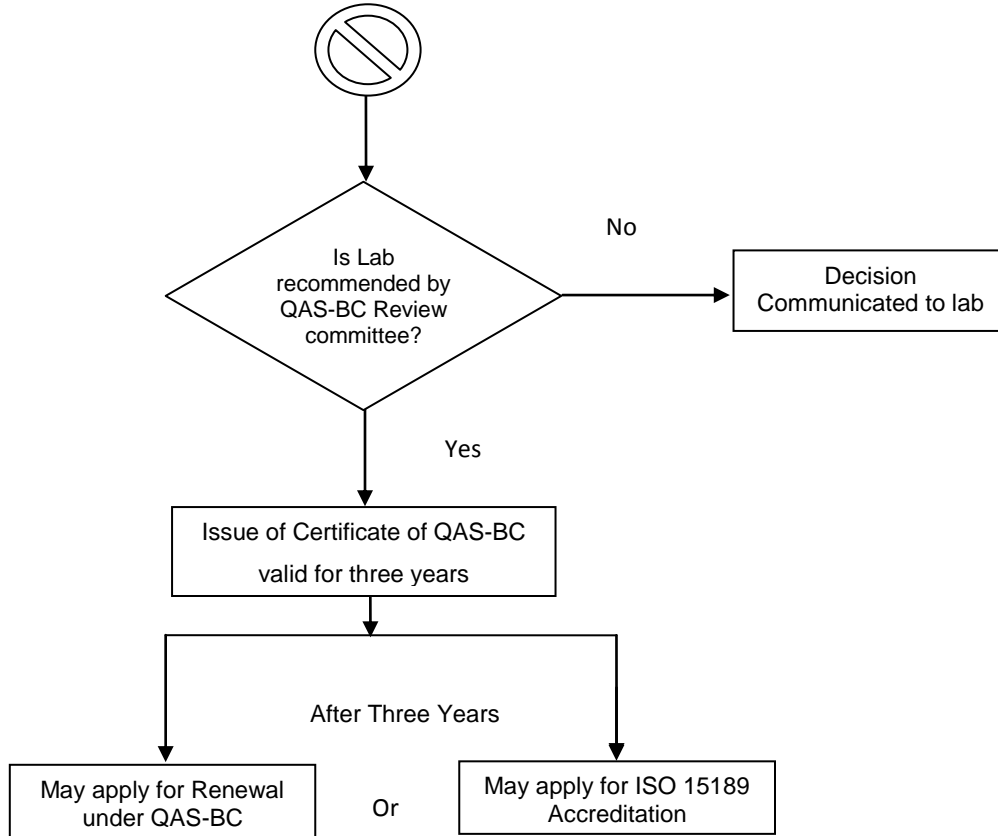 No
Is Lab
recommended by
QAS-BC Review
committee?
Decision
Communicated to lab
Yes
Issue of Certificate of QAS-BC
valid for three years
After Three Years
May apply for Renewal
under QAS-BC
Or
May apply for ISO 15189
Accreditation